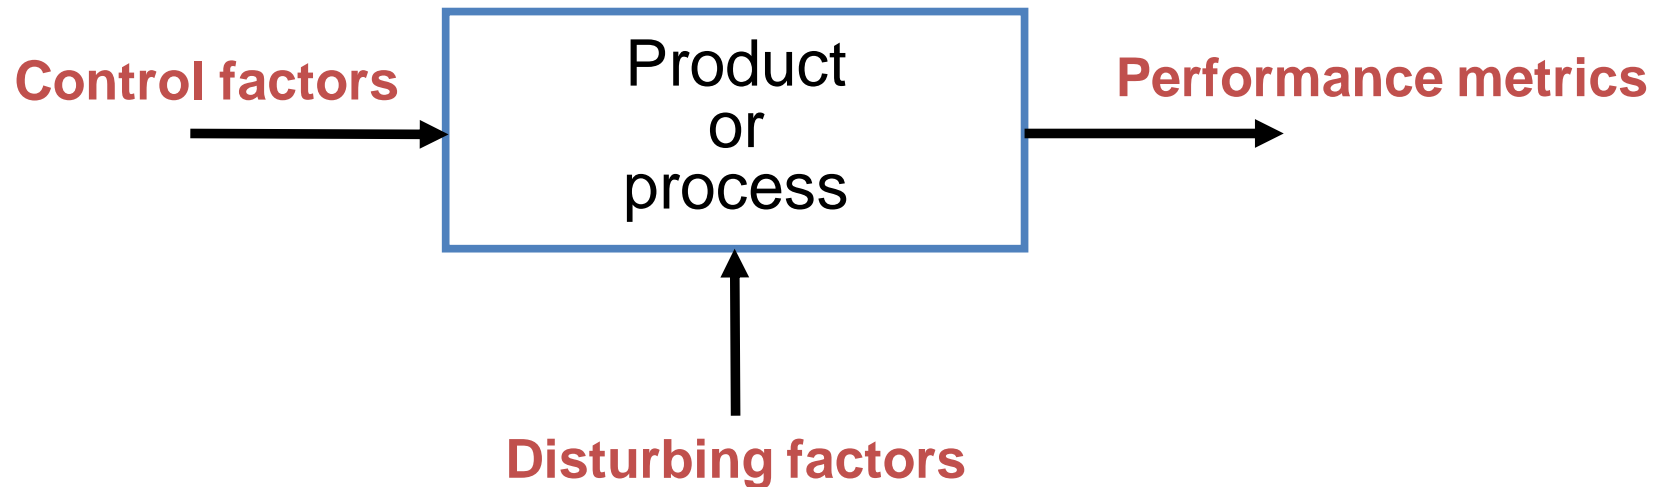 Control factors
Product
or
process
Performance metrics
Disturbing factors